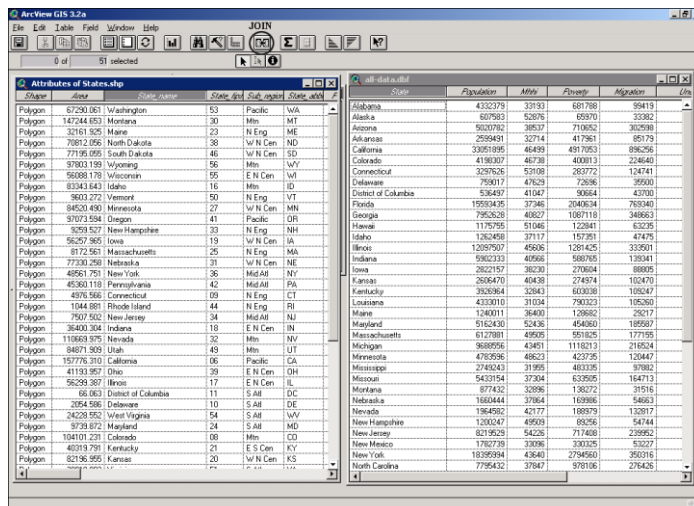 ArcView GIS 3.2a
File Edit Table Field Window Help
JOIN
0 of 51 selected
Attributes of States.shp
Shape Area State_name State_fips Sub_region State_abbr
Polygon 67290.061 Washington 53 Pacific WA
Polygon 147244.653 Montana 30 Mtn MT
Polygon 32161.925 Maine 23 N Eng ME
Polygon 70812.056 North Dakota 38 W N Cen ND
Polygon 77195.055 South Dakota 46 W N Cen SD
Polygon 97803.199 Wyoming 56 Mtn WY
Polygon 56088.178 Wisconsin 55 E N Cen WI
Polygon 83343.643 Idaho 16 Mtn ID
Polygon 9603.272 Vermont 50 N Eng VT
Polygon 84520.490 Minnesota 27 W N Cen MN
Polygon 97073.594 Oregon 41 Pacific OR
Polygon 9259.527 New Hampshire 33 N Eng NH
Polygon 56257.965 Iowa 19 W N Cen IA
Polygon 8172.561 Massachusetts 25 N Eng MA
Polygon 77330.258 Nebraska 31 W N Cen NE
Polygon 48561.751 New York 36 Mid Atl NY
Polygon 45360.118 Pennsylvania 42 Mid Atl PA
Polygon 4976.566 Connecticut 09 N Eng CT
Polygon 1044.881 Rhode Island 44 N Eng RI
Polygon 7507.502 New Jersey 34 Mid Atl NJ
Polygon 36400.304 Indiana 18 E N Cen IN
Polygon 110669.975 Nevada 32 Mtn NV
Polygon 84871.909 Utah 49 Mtn UT
Polygon 157776.310 California 06 Pacific CA
Polygon 41193.957 Ohio 39 E N Cen OH
Polygon 56299.387 Illinois 17 E N Cen IL
Polygon 66.063 District of Columbia 11 S Atl DC
Polygon 2054.586 Delaware 10 S Atl DE
Polygon 24228.552 West Virginia 54 S Atl WV
Polygon 9739.872 Maryland 24 S Atl MD
Polygon 104101.231 Colorado 08 Mtn CO
Polygon 40319.791 Kentucky 21 E S Cen KY
Polygon 82196.955 Kansas 20 W N Cen KS
all-data.dbf
State Population Mhhi Poverty Migration
Alabama 4332379 33193 681788 99419
Alaska 607583 52876 65970 33382
Arizona 5020782 38537 710652 302598
Arkansas 2599491 32714 417961 85179
California 33051895 46499 4917053 896256
Colorado 4198307 46738 400813 224640
Connecticut 3297626 53108 283772 124741
Delaware 759017 47629 72696 35500
District of Columbia 536497 41047 90664 43700
Florida 15593435 37346 2040634 769340
Georgia 7952628 40827 1087118 348663
Hawaii 1175755 51046 122841 63235
Idaho 1262458 37117 157351 47475
Illinois 12097507 45606 1281425 333501
Indiana 5902333 40566 588765 139341
Iowa 2822157 38230 270604 88805
Kansas 2606470 40438 274974 102470
Kentucky 3926964 32843 603038 109247
Louisiana 4333010 31034 790323 105260
Maine 1240011 36400 128682 29217
Maryland 5162430 52436 454060 185587
Massachusetts 6127881 49505 551825 177155
Michigan 9688556 43451 1118213 216524
Minnesota 4783596 48623 423735 120447
Mississippi 2749243 31955 483335 97882
Missouri 5433154 37304 633505 164713
Montana 877432 32896 138272 31516
Nebraska 1660444 37864 169986 54663
Nevada 1964582 42177 188979 132817
New Hampshire 1200247 49509 89256 54744
New Jersey 8219529 54226 717408 239952
New Mexico 1782739 33096 330325 53227
New York 18395994 43640 2794560 350316
North Carolina 7795432 37847 978106 276426